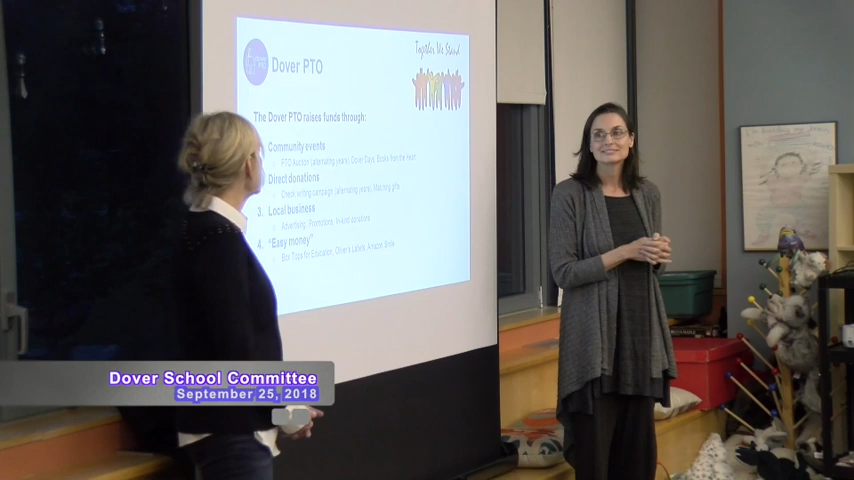 Together We Stand
Dover PTO
The Dover PTO raises funds through:
Community events
PTO Auction (alternating years), Dover Days, Books from the Heart
Direct donations
Check writing campaign (alternating years), Matching gifts
3. Local business
Advertising, Promotions, In-kind donations
4. "Easy money"
Box Tops for Education, Oliver's Labels, Amazon Smile
Dover School Committee
September 25, 2018